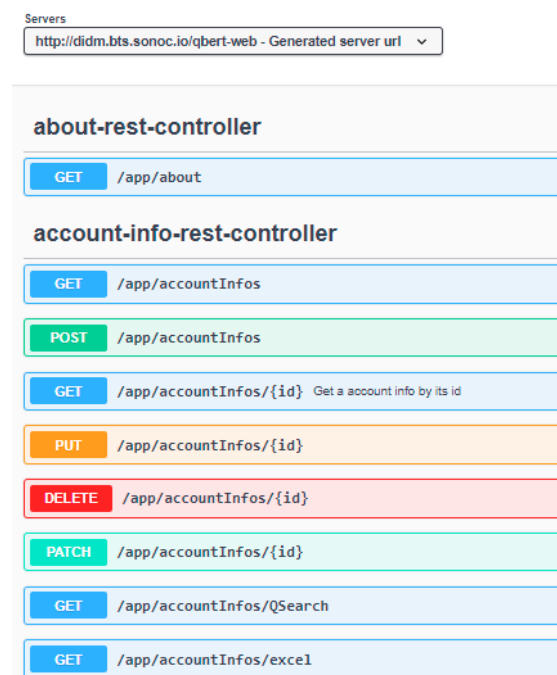 Servers
http://didm.bts.sonoc.io/qbert-web - Generated server url
about-rest-controller
GET /app/about
account-info-rest-controller
GET /app/accountInfos
POST /app/accountInfos
GET /app/accountInfos/{id} Get a account info by its id
PUT /app/accountInfos/{id}
DELETE /app/accountInfos/{id}
PATCH /app/accountInfos/{id}
GET /app/accountInfos/QSearch
GET /app/accountInfos/excel